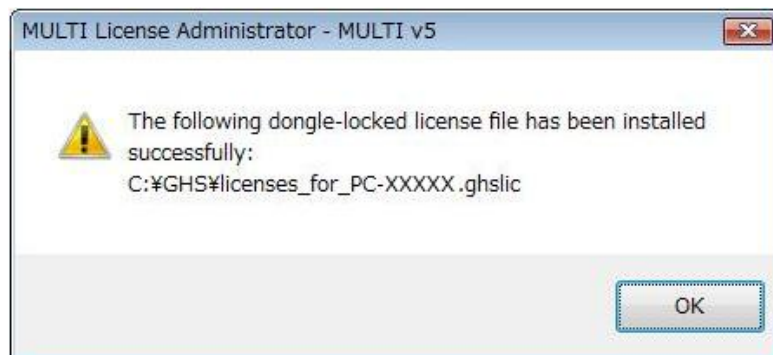 MULTI License Administrator - MULTI v5
The following dongle-locked license file has been installed
successfully:
C:¥GHS¥licenses_for_PC-XXXXX.ghslic
OK